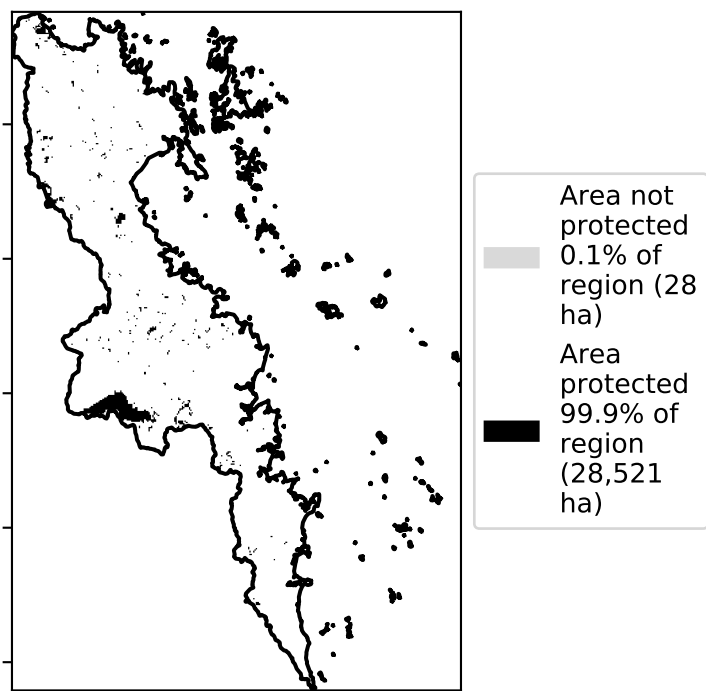 Area not
protected
0.1% of
region (28
ha)
Area
protected
99.9% of
region
(28,521
ha)